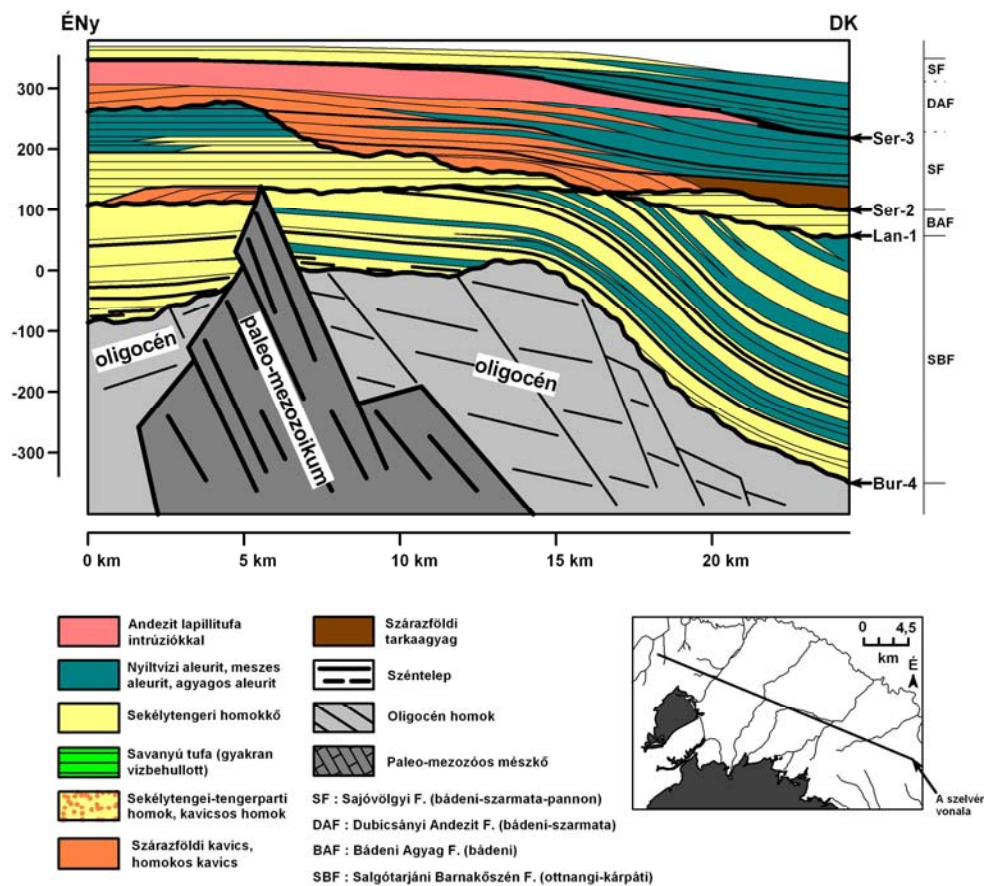 ÉNy
DK
300
200
100
0
-100
-200
-300
SF
DAF
Ser-3
SF
Ser-2
BAF
Lan-1
SBF
Bur-4
oligocén
paleo-mezozoikum
oligocén
0 km
5 km
10 km
15 km
20 km
Andezit lapillitufa
intrúziókkal
Nyíltvízi aleurit, meszes
aleurit, agyagos aleurit
Sekélytengeri homokkő
Savanyú tufa (gyakran
vízbehullott)
Sekélytengei-tengerparti
homok, kavicsos homok
Szárazföldi kavics,
homokos kavics
Szárazföldi
tarkaagyag
Széntelep
Oligocén homok
Paleo-mezozóos mészkő
SF : Sajóvölgyi F. (bádeni-szarmata-pannon)
DAF : Dubicsányi Andezit F. (bádeni-szarmata)
BAF : Bádeni Agyag F. (bádeni)
SBF : Salgótarjáni Barnakőszén F. (ottnangi-kárpáti)
0 4,5
km
É
A szelvén
vonala